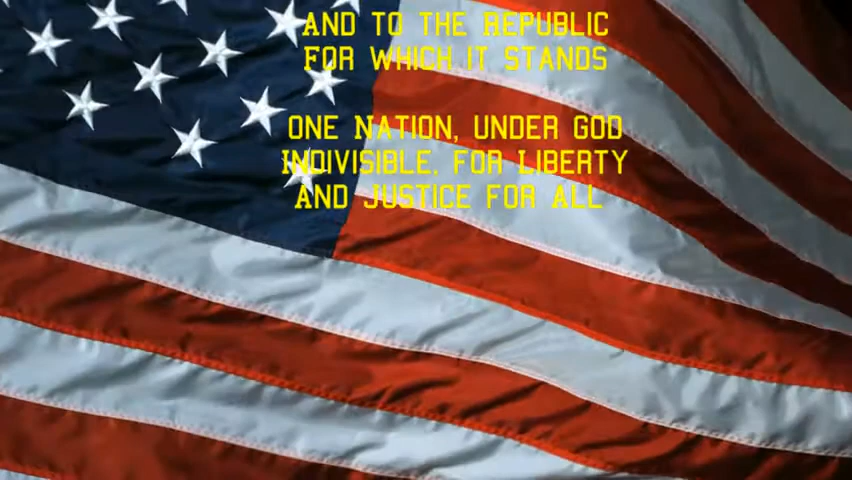 AND TO THE REPUBLIC
FOR WHICH IT STANDS
ONE NATION, UNDER GOD
INDIVISIBLE, FOR LIBERTY
AND JUSTICE FOR ALL